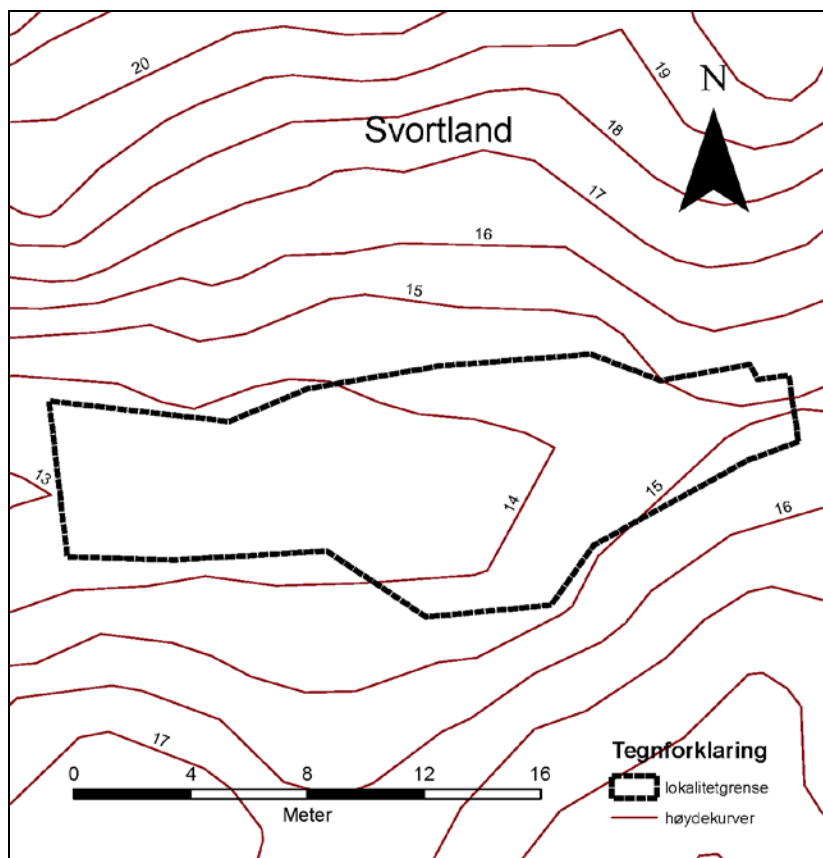 20
19
N
Svortland
18
17
16
15
13
14
15
16
17
Tegnforklaring
lokalitetgrense
høydekurver
0 4 8 12 16
Meter